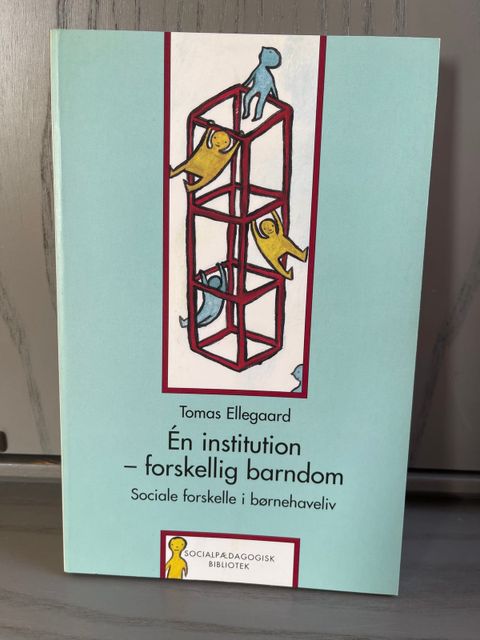 Tomas Ellegaard
Én institution
– forskellig barndom
Sociale forskelle i børnehaveliv
SOCIALPÆDAGOGISK
BIBLIOTEK